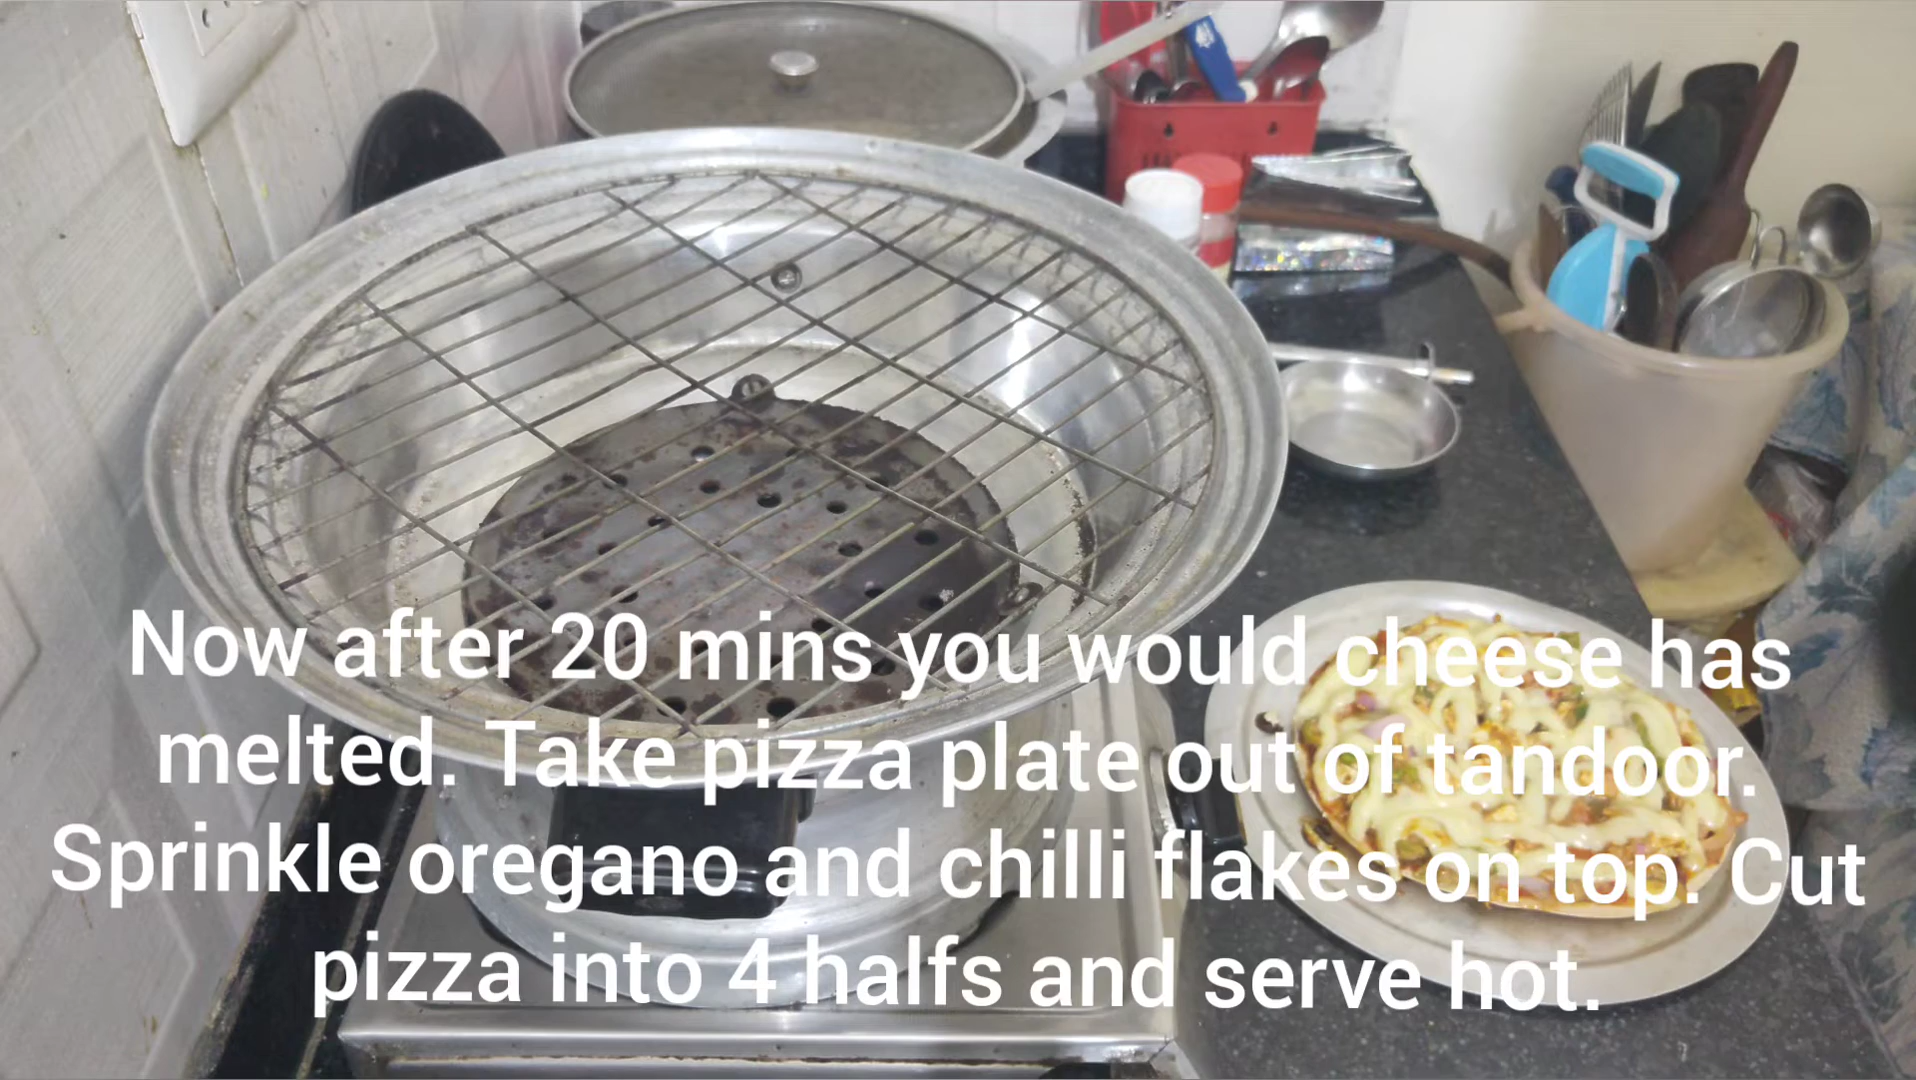 Now after 20 mins you would cheese has
melted. Take pizza plate out of tandoor.
Sprinkle oregano and chilli flakes on top. Cut
pizza into 4 halfs and serve hot.